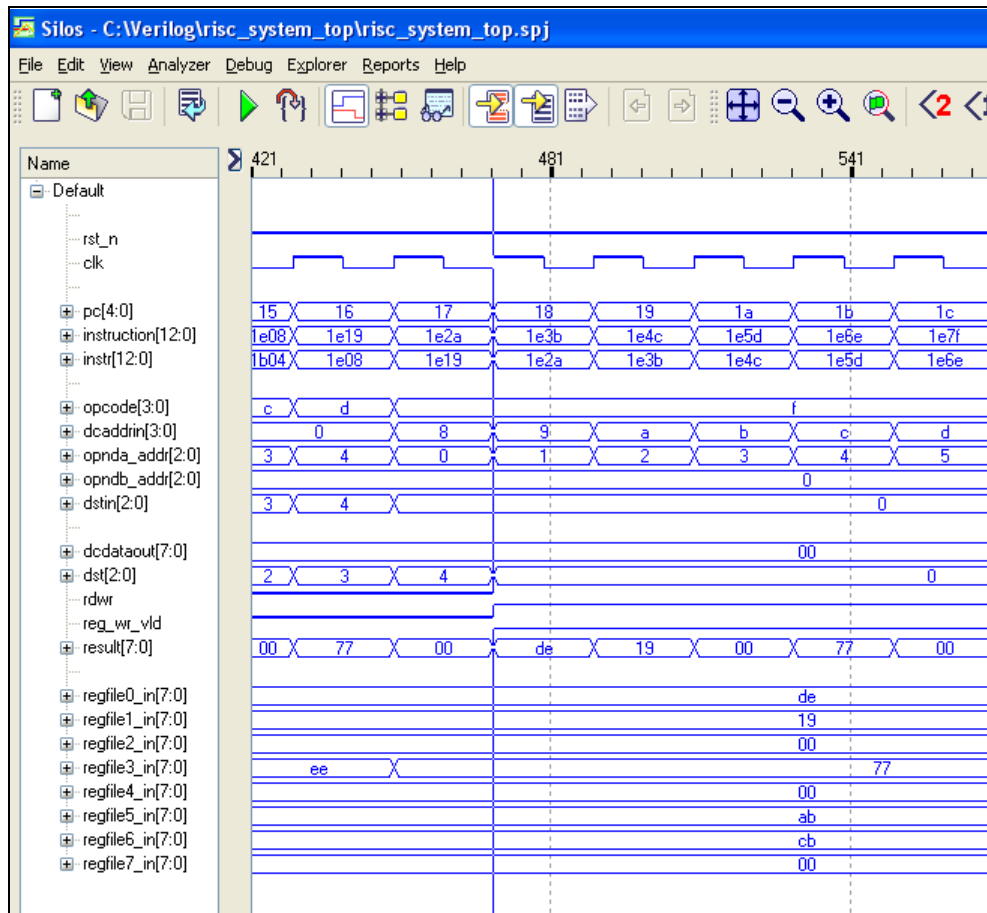 Silos - C:\Verilog\risc_system_top\risc_system_top.spj
File Edit View Analyzer Debug Explorer Reports Help
2
Name 421 481 541
Default
rst_n
clk
pc[4:0] 15 16 17 18 19 1a 1b 1c
instruction[12:0] 1e08 1e19 1e2a 1e3b 1e4c 1e5d 1e6e 1e7f
instr[12:0] 1b04 1e08 1e19 1e2a 1e3b 1e4c 1e5d 1e6e
opcode[3:0] c d f
dcaddrin[3:0] 0 8 9 a b c d
opnda_addr[2:0] 3 4 0 1 2 3 4 5
opndb_addr[2:0] 0
dstin[2:0] 3 4 0
dcdataout[7:0] 00
dst[2:0] 2 3 4 0
rdwr
reg_wr_vld
result[7:0] 00 77 00 de 19 00 77 00
regfile0_in[7:0] de
regfile1_in[7:0] 19
regfile2_in[7:0] 00
regfile3_in[7:0] ee 77
regfile4_in[7:0] 00
regfile5_in[7:0] ab
regfile6_in[7:0] cb
regfile7_in[7:0] 00